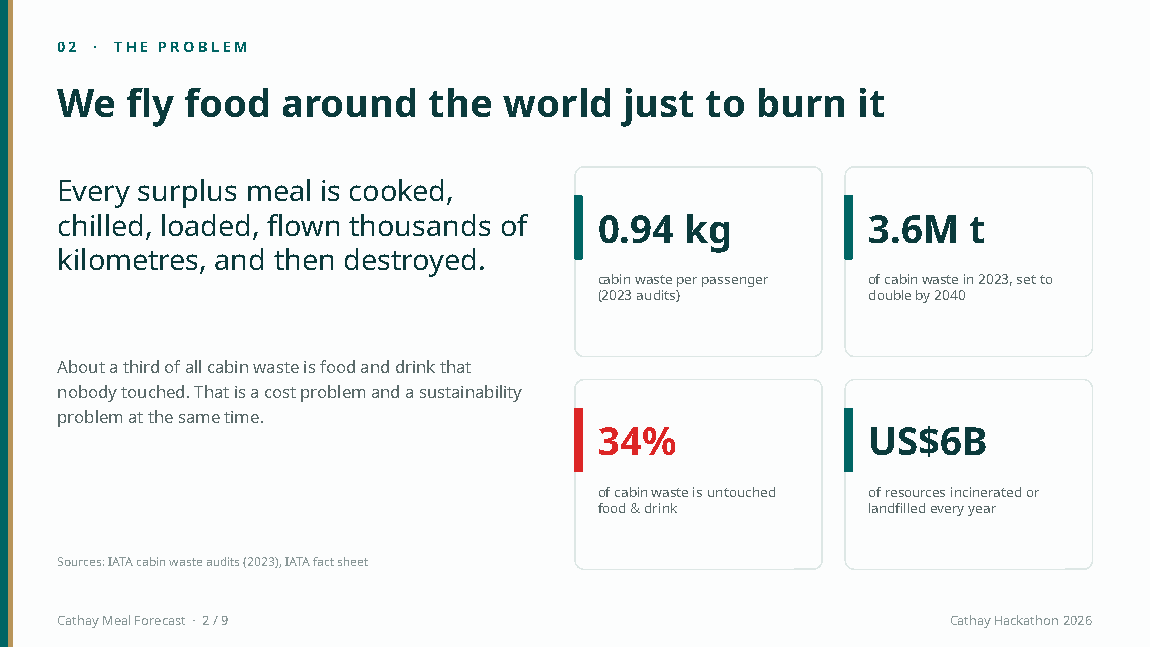 02 · THE PROBLEM
We fly food around the world just to burn it
Every surplus meal is cooked,
chilled, loaded, flown thousands of
kilometres, and then destroyed.
About a third of all cabin waste is food and drink that
nobody touched. That is a cost problem and a sustainability
problem at the same time.
Sources: IATA cabin waste audits (2023), IATA fact sheet
0.94 kg
cabin waste per passenger
(2023 audits)
3.6M t
of cabin waste in 2023, set to
double by 2040
34%
of cabin waste is untouched
food & drink
US$6B
of resources incinerated or
landfilled every year
Cathay Meal Forecast · 2 / 9
Cathay Hackathon 2026